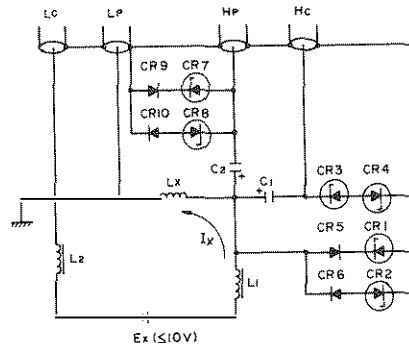 Lc Lp Hp Hc
CR9 CR7
CR10 CR8
C2 +
Lx + C1 CR3 CR4
Ix CR5 CR1
L2 L1 CR6 CR2
Ex (≤10V)